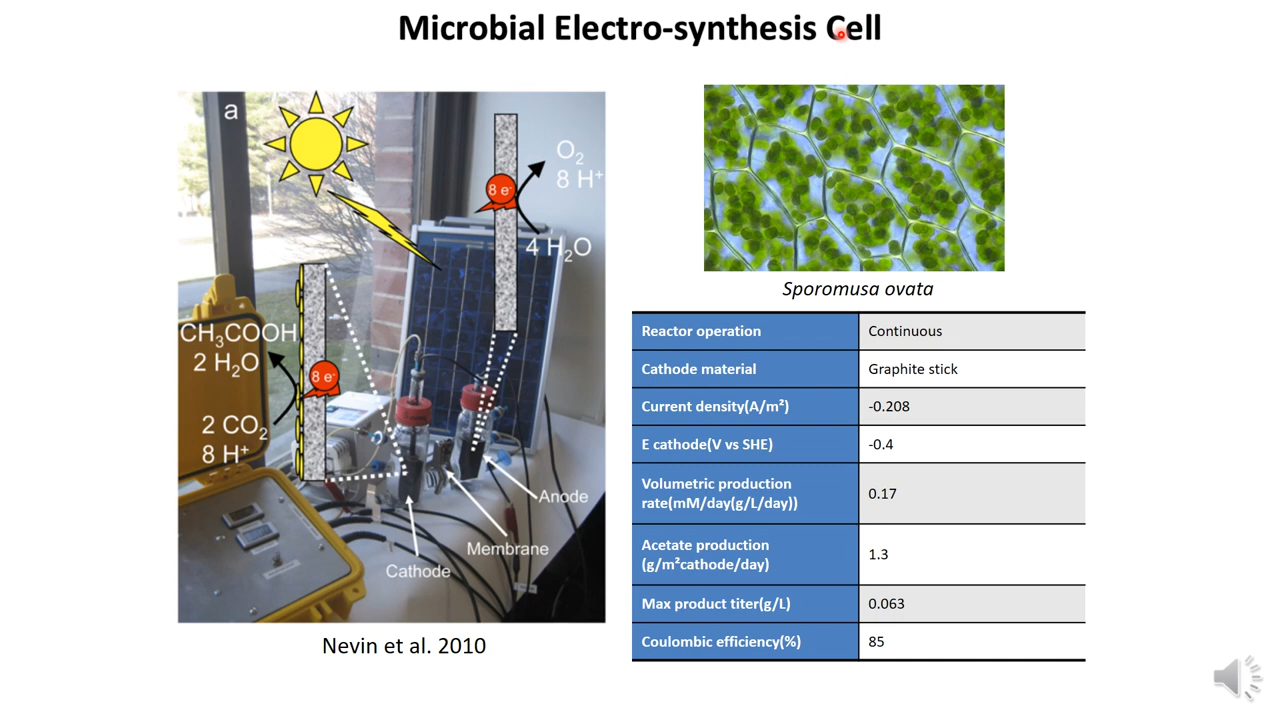 Microbial Electro-synthesis Cell
a
O₂
8 H⁺
8 e⁻
4 H₂O
CH₃COOH
2 H₂O
8 e⁻
2 CO₂
8 H⁺
Anode
Membrane
Cathode
Nevin et al. 2010
Sporomusa ovata
Reactor operation Continuous
Cathode material Graphite stick
Current density(A/m²) -0.208
E cathode(V vs SHE) -0.4
Volumetric production
rate(mM/day(g/L/day)) 0.17
Acetate production
(g/m²cathode/day) 1.3
Max product titer(g/L) 0.063
Coulombic efficiency(%) 85